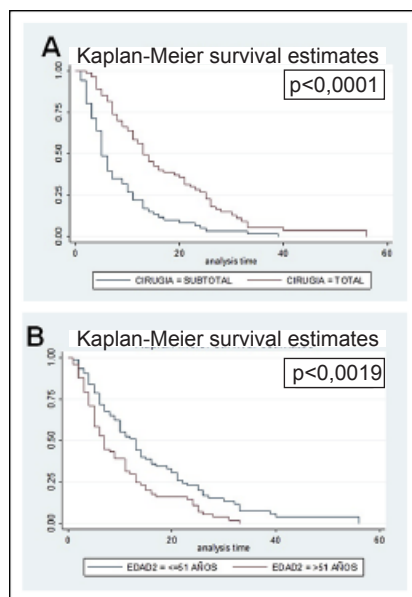 A
Kaplan-Meier survival estimates
p<0,0001
1.00
0.75
0.50
0.25
0.00
0 20 40 60
analysis time
CIRUGIA = SUBTOTAL CIRUGIA = TOTAL
B
Kaplan-Meier survival estimates
p<0,0019
1.00
0.75
0.50
0.25
0.00
0 20 40 60
analysis time
EDAD2 = <=51 AÑOS EDAD2 = >51 AÑOS